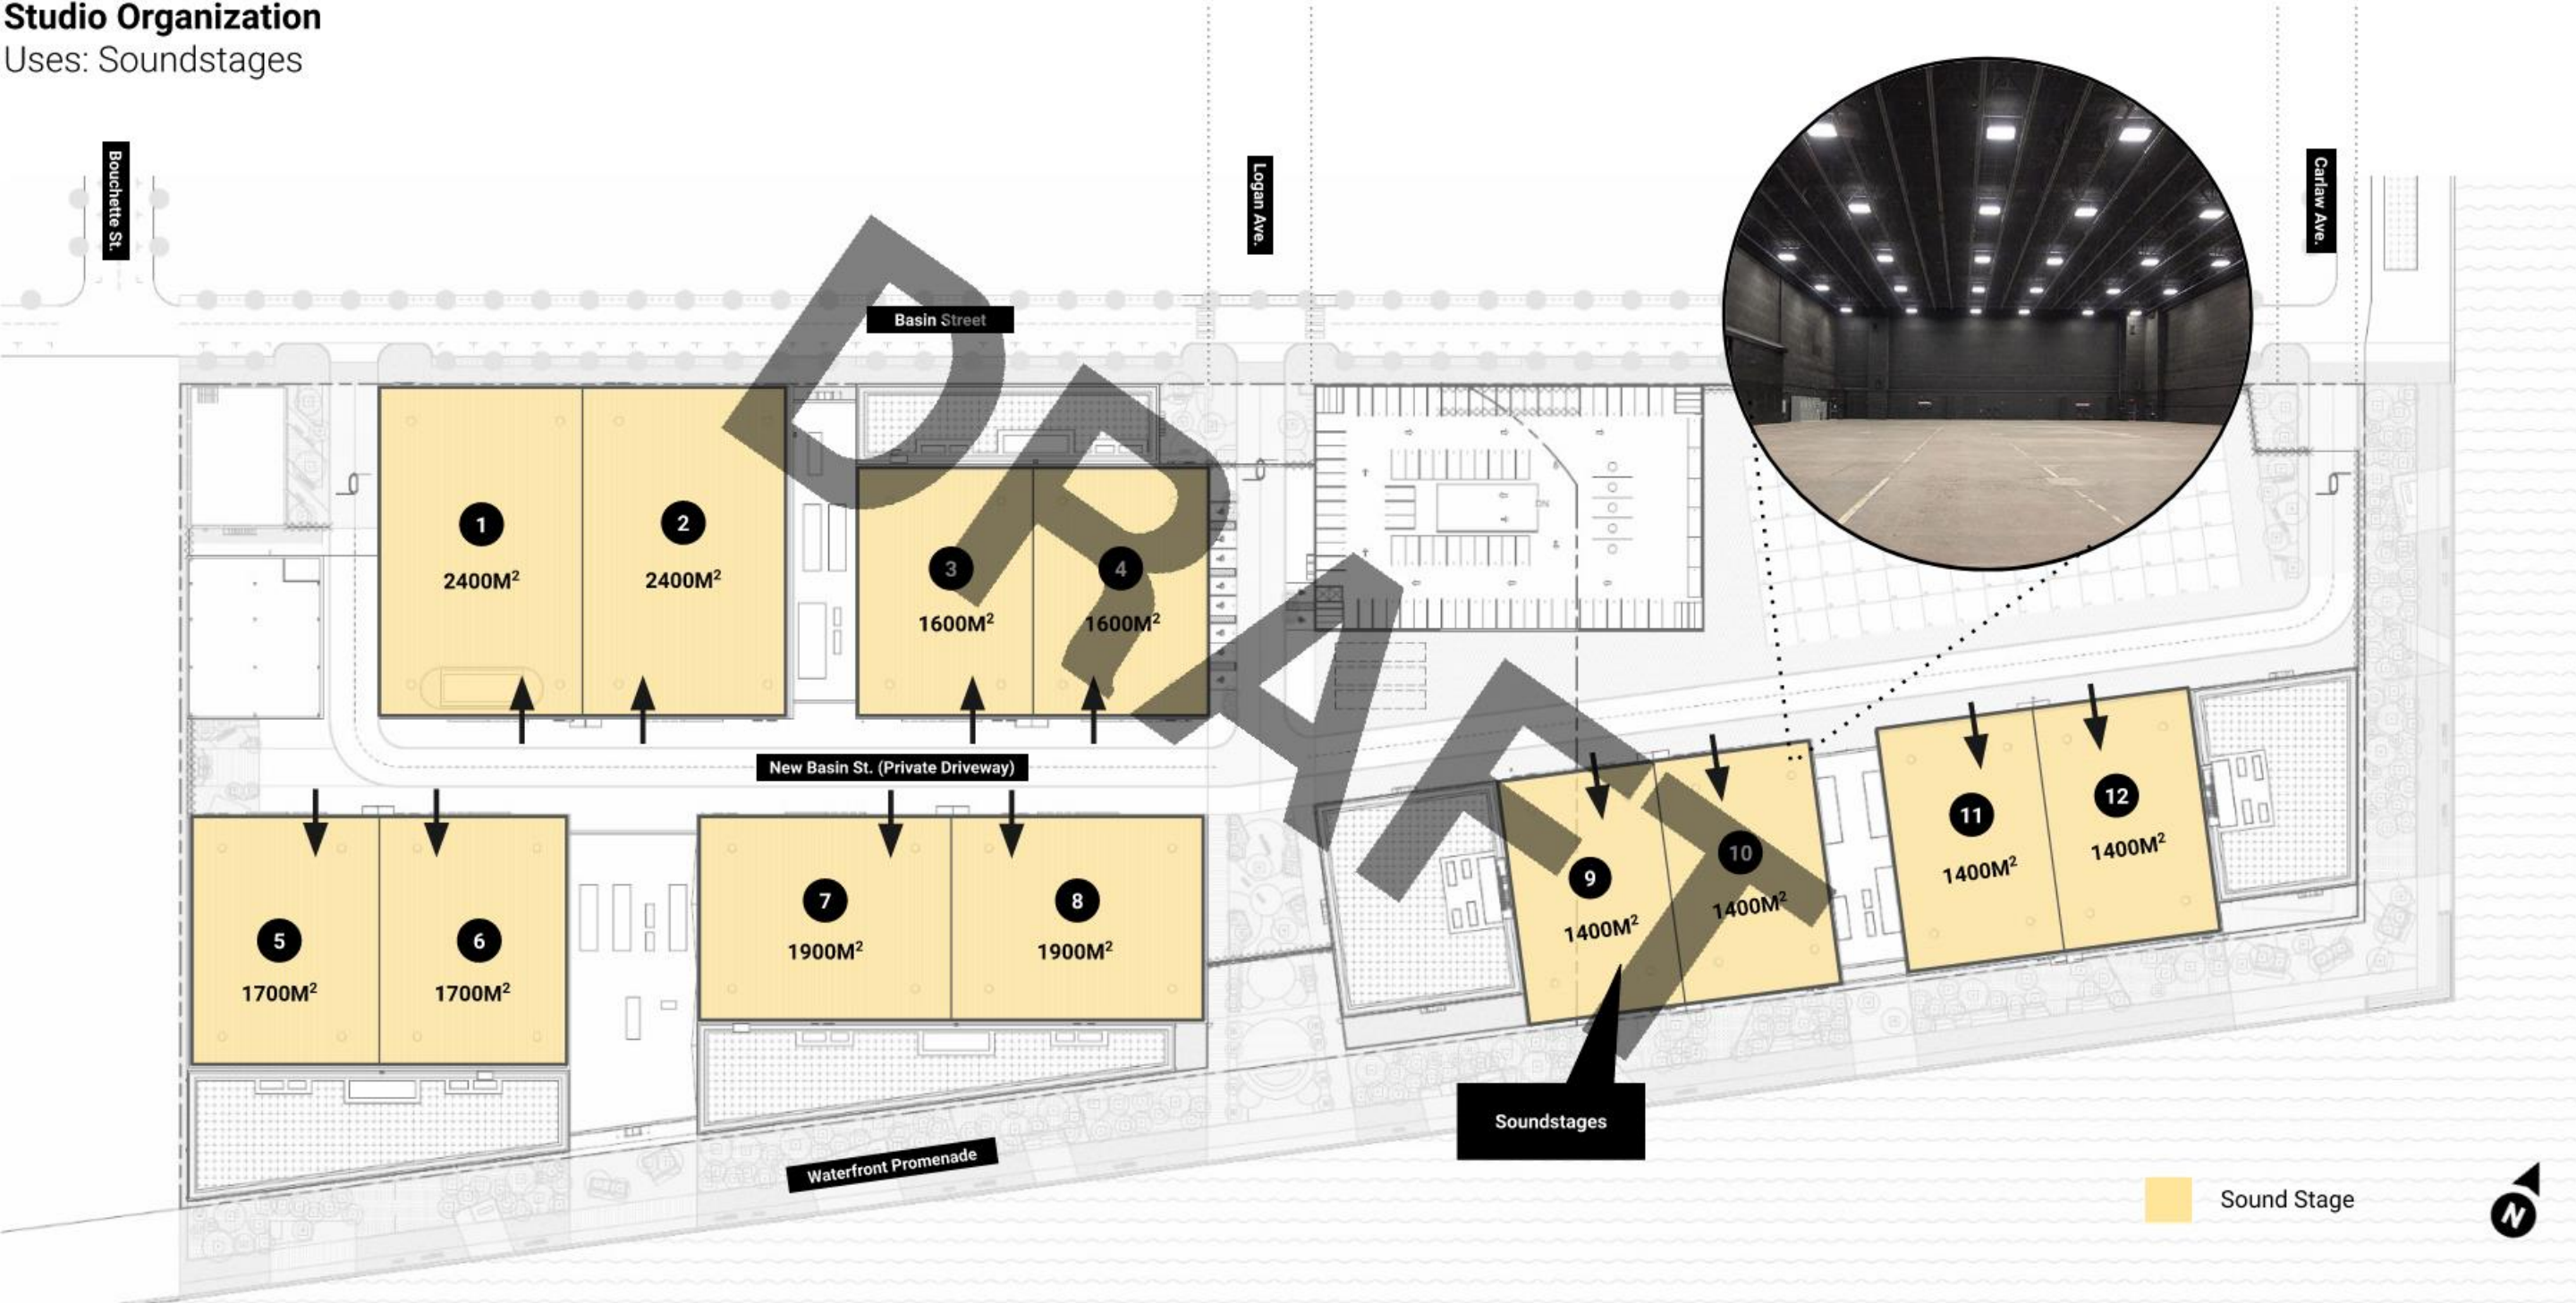 Studio Organization
Uses: Soundstages
Bouchette St.
Logan Ave.
Carlaw Ave.
Basin Street
1
2400M²
2
2400M²
3
1600M²
4
1600M²
DN
New Basin St. (Private Driveway)
5
1700M²
6
1700M²
7
1900M²
8
1900M²
9
1400M²
10
1400M²
11
1400M²
12
1400M²
Soundstages
Waterfront Promenade
Sound Stage
N
DRAFT